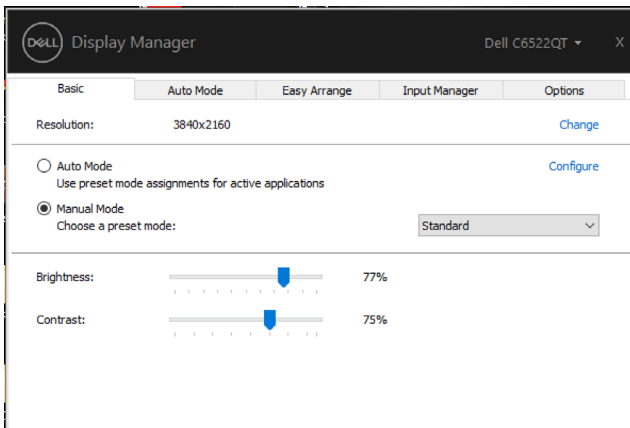 DELL Display Manager Dell C6522QT X
Basic Auto Mode Easy Arrange Input Manager Options
Resolution: 3840x2160 Change
Auto Mode Configure
Use preset mode assignments for active applications
Manual Mode
Choose a preset mode: Standard
Brightness: 77%
Contrast: 75%